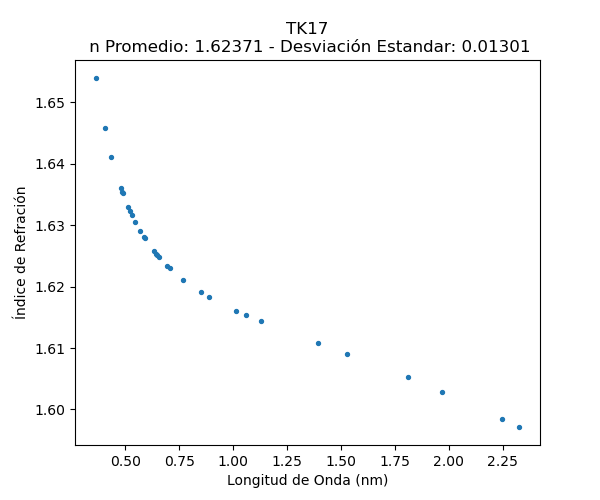 TK17
n Promedio: 1.62371 - Desviación Estandar: 0.01301
1.65
1.64
1.63
1.62
1.61
1.60
Índice de Refración
0.50 0.75 1.00 1.25 1.50 1.75 2.00 2.25
Longitud de Onda (nm)